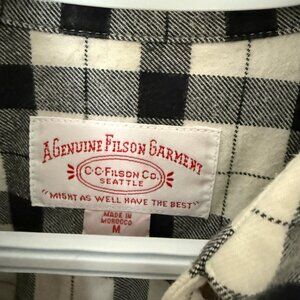 A GENUINE FILSON GARMENT
C·C·FILSON CO.
SEATTLE
"MIGHT AS WELL HAVE THE BEST"
MADE IN
MOROCCO
M